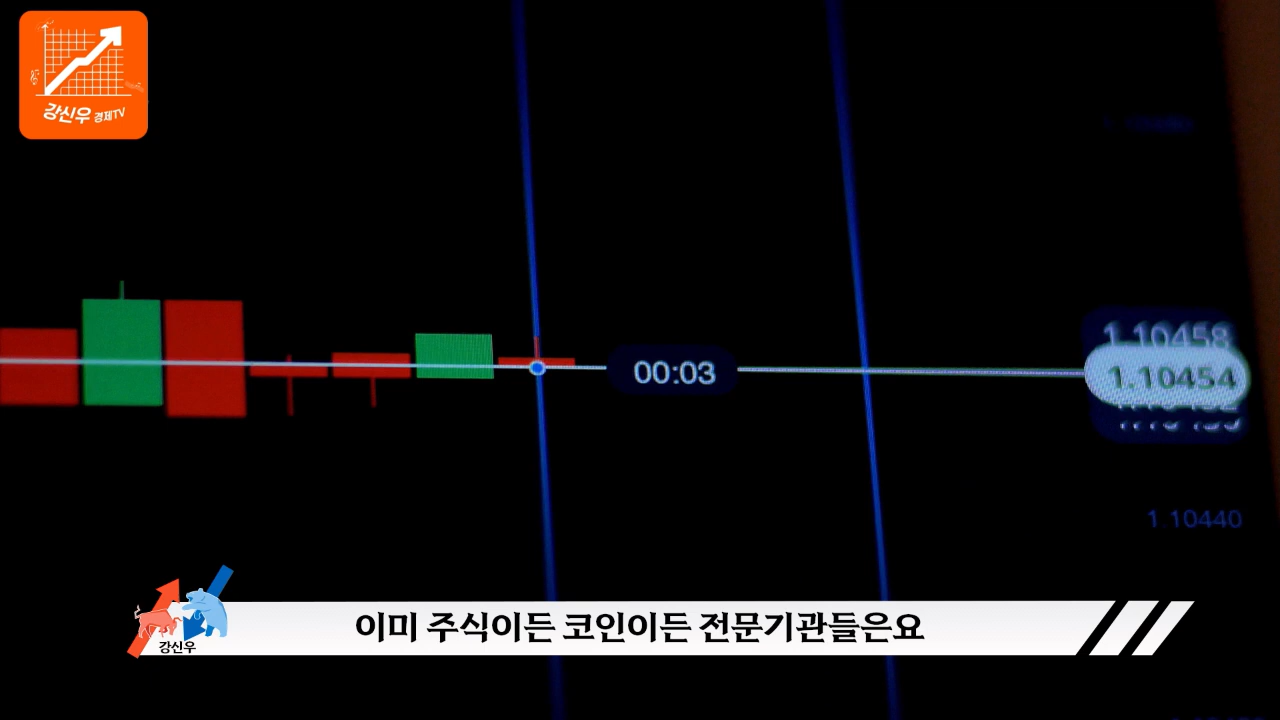 강신우 경제TV
1.10458
00:03
1.10454
1.10440
이미 주식이든 코인이든 전문기관들은요
강신우